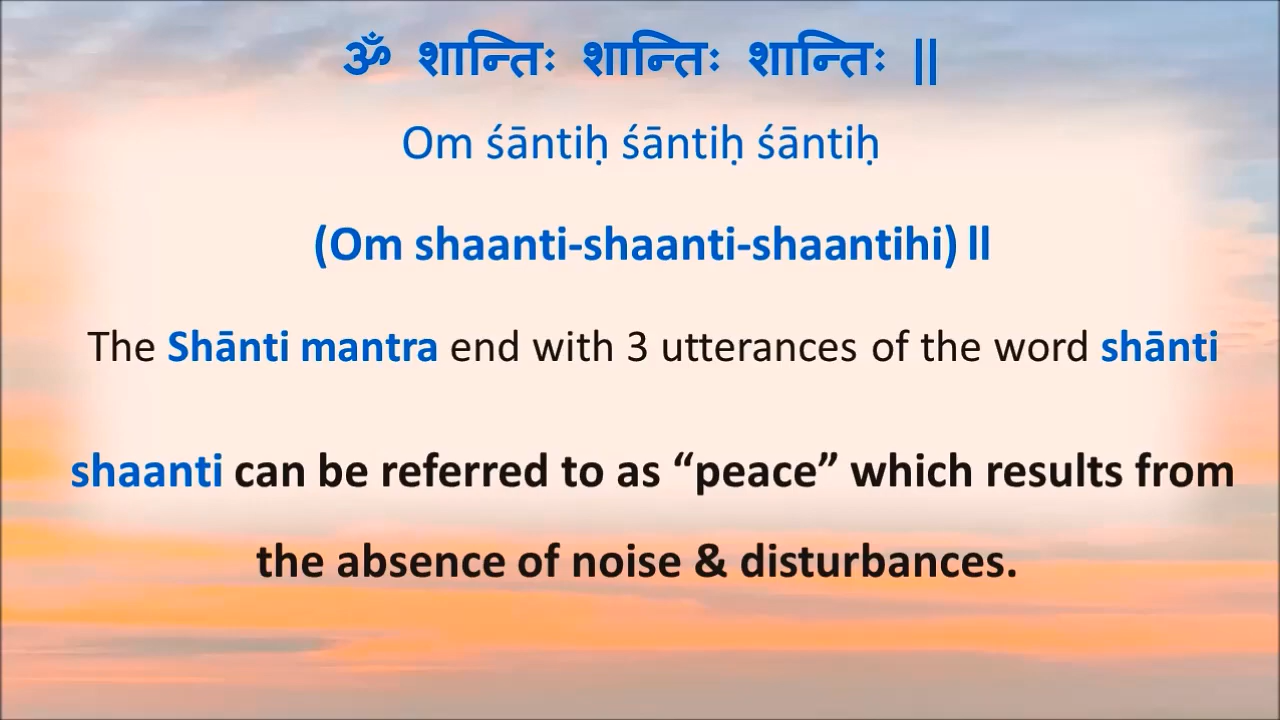 ॐ शान्तिः शान्तिः शान्तिः ||
Om śāntiḥ śāntiḥ śāntiḥ
(Om shaanti-shaanti-shaantihi) ll
The Shānti mantra end with 3 utterances of the word shānti
shaanti can be referred to as “peace” which results from
the absence of noise & disturbances.